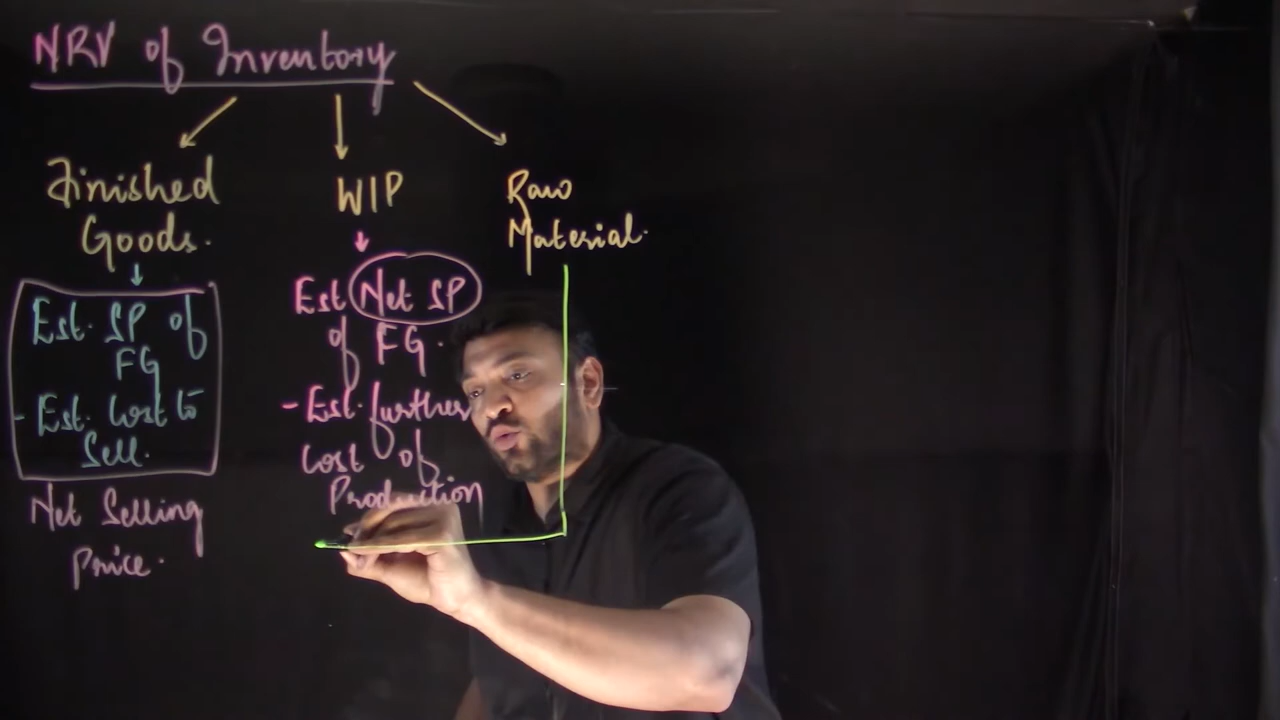 NRV of Inventory
Finished
Goods.
WIP
Raw
Material.
Est. SP of
FG
- Est. Cost to
Sell.
Net Selling
Price.
Est Net SP
of FG.
- Est. further
Cost of
Production